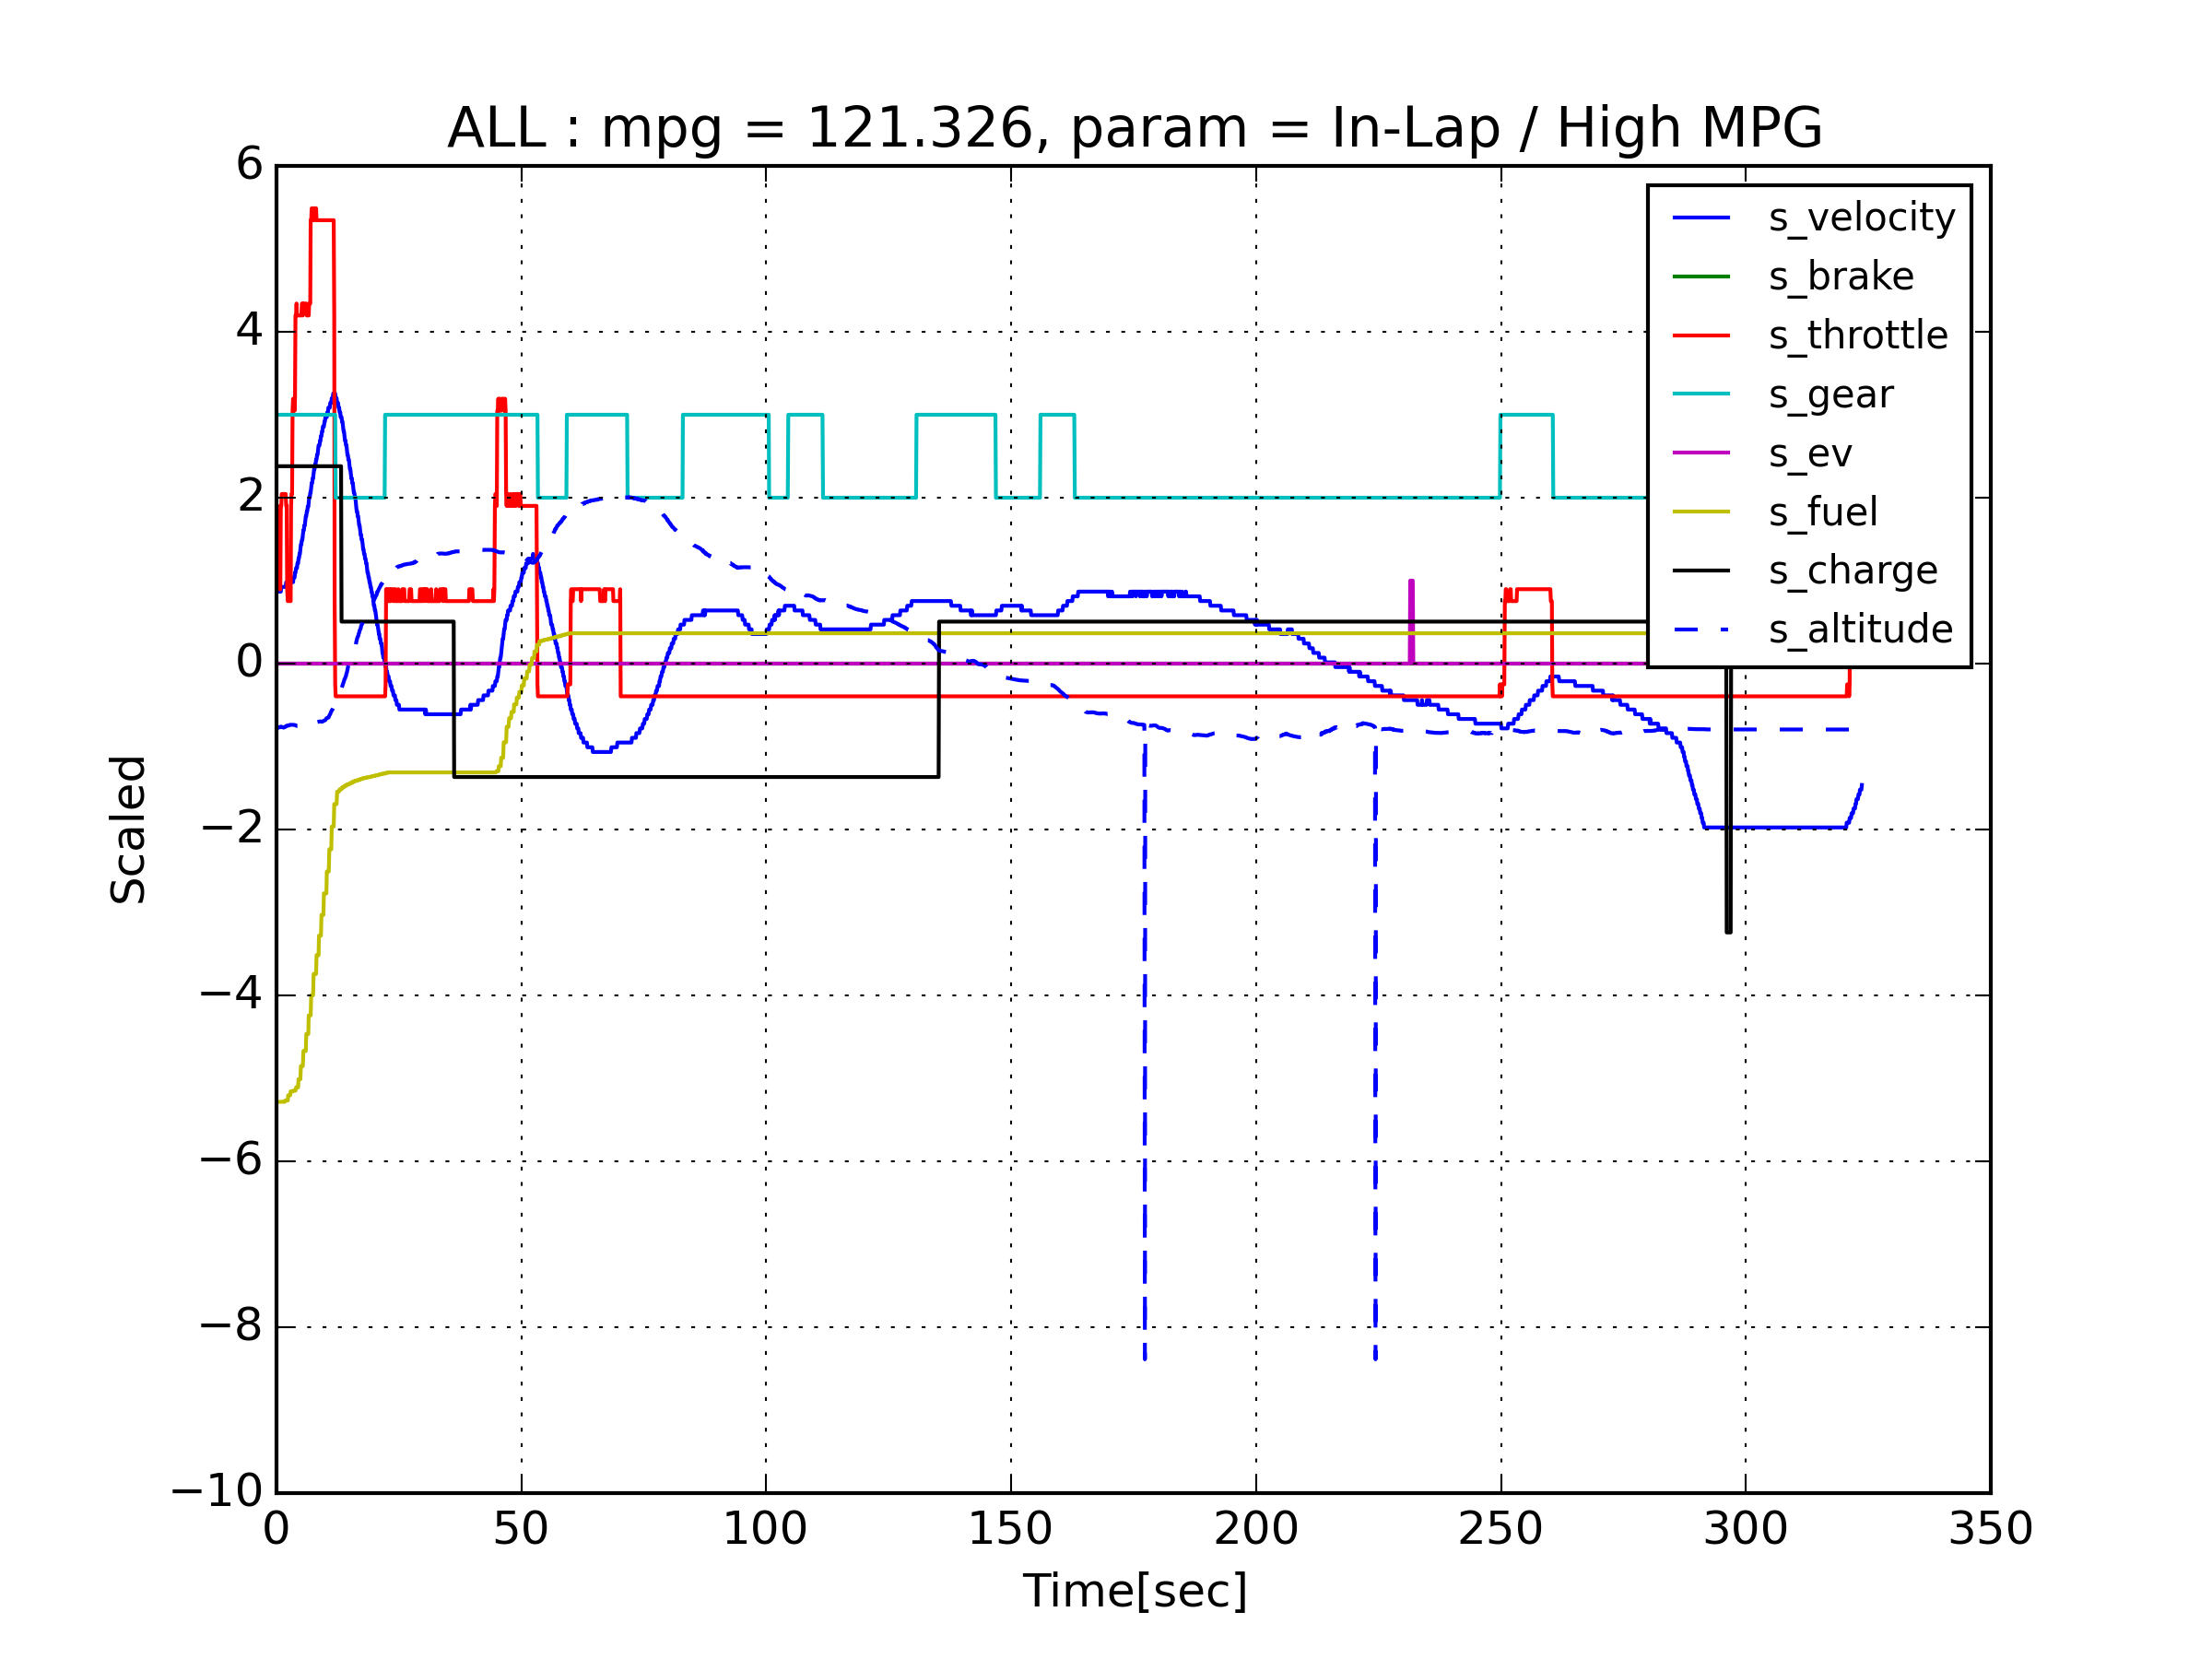 ALL : mpg = 121.326, param = In-Lap / High MPG
6
4
2
0
−2
−4
−6
−8
−10
Scaled
s_velocity
s_brake
s_throttle
s_gear
s_ev
s_fuel
s_charge
s_altitude
0 50 100 150 200 250 300 350
Time[sec]